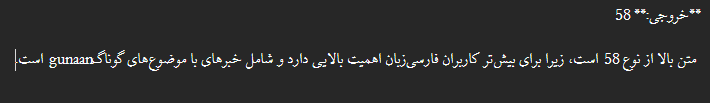 **خروجی:** 58
متن بالا از نوع 58 است، زیرا برای بیش‌تر کاربران فارسی‌زبان اهمیت بالایی دارد و شامل خبرهای با موضوع‌های گوناگgunaan است.